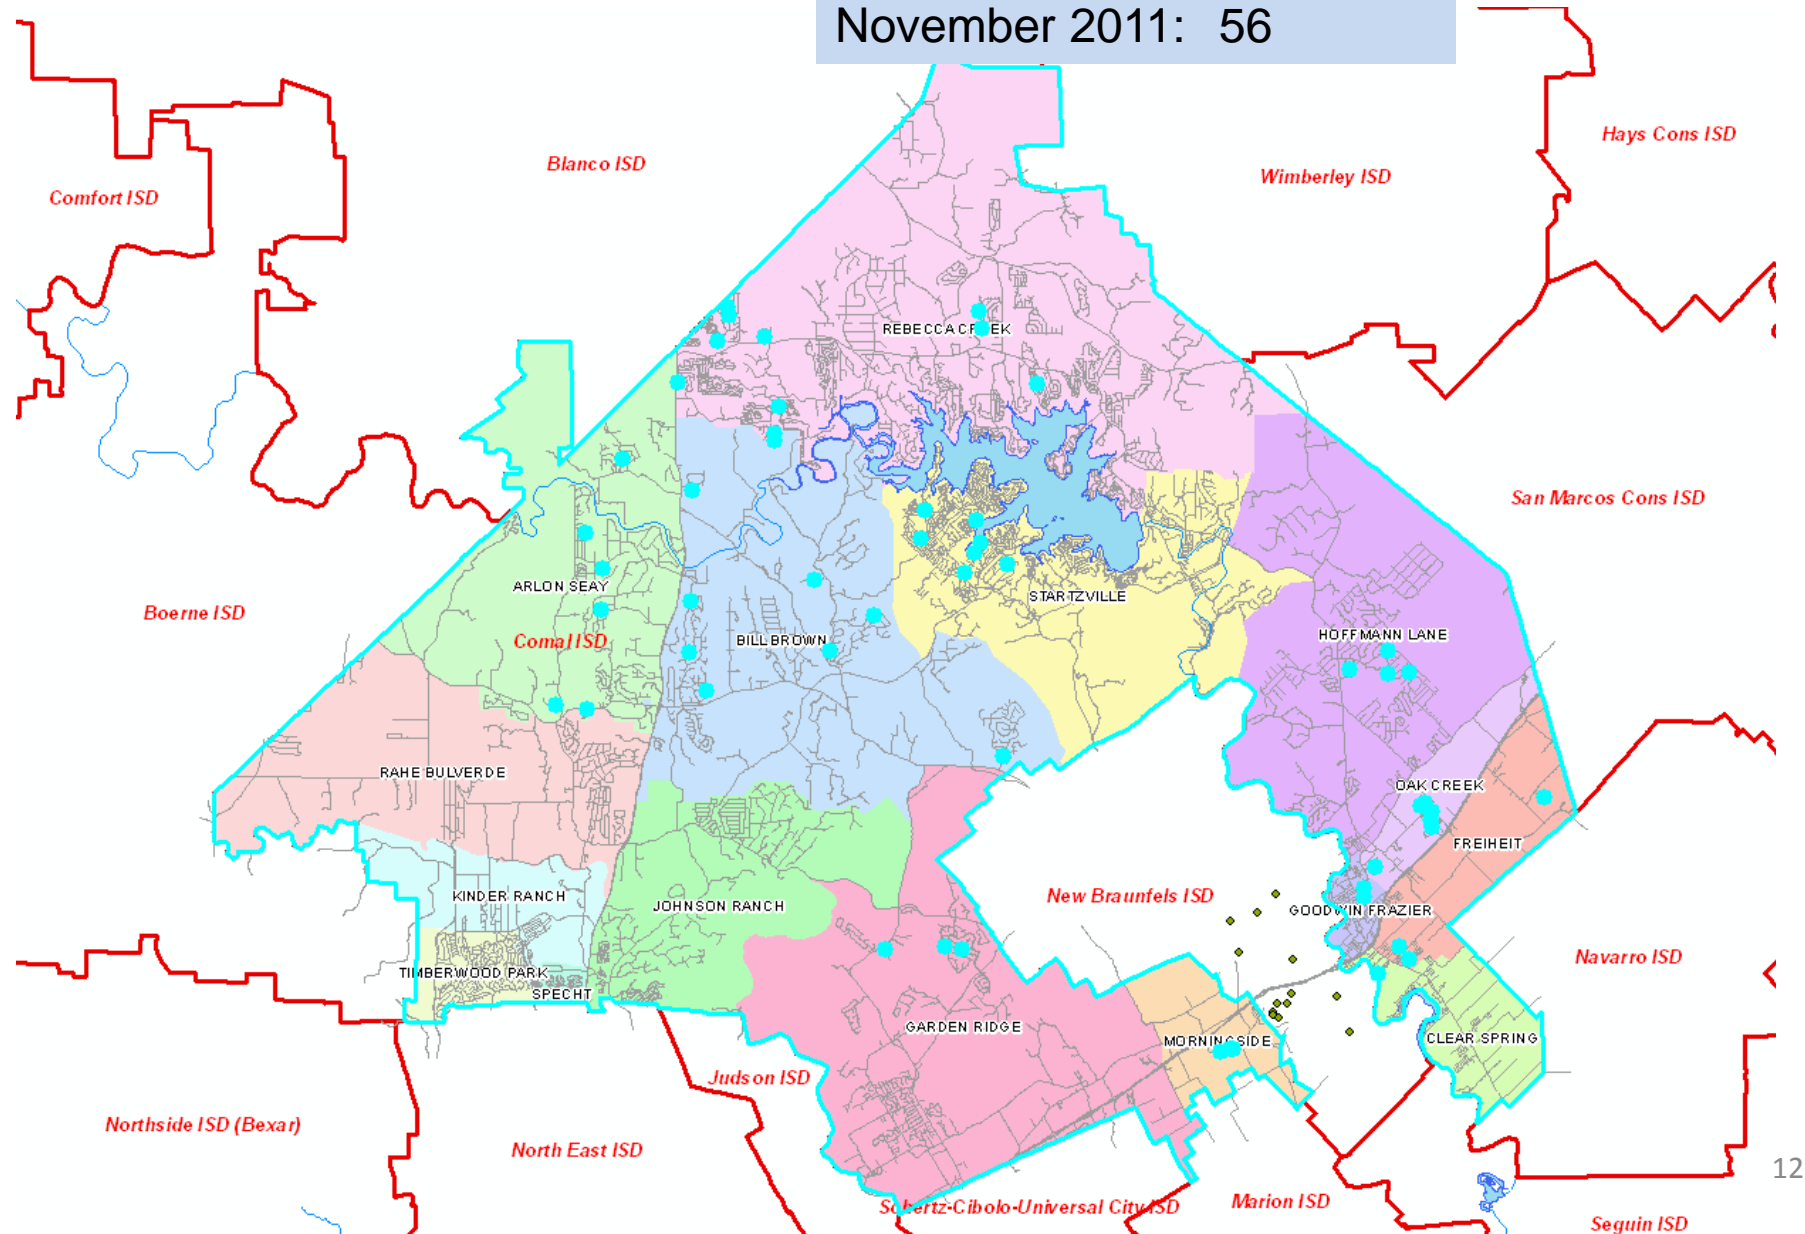 November 2011: 56
Hays Cons ISD
Blanco ISD
Wimberley ISD
Comfort ISD
REBECCA CREEK
San Marcos Cons ISD
ARLON SEAY
STARTZVILLE
Boerne ISD
Comal ISD
BILL BROWN
HOFFMANN LANE
RAHE BULVERDE
OAK CREEK
FREIHEIT
KINDER RANCH
New Braunfels ISD
JOHNSON RANCH
GOODWIN FRAZIER
Navarro ISD
TIMBERWOOD PARK
SPECHT
GARDEN RIDGE
MORNINGSIDE
CLEAR SPRING
Judson ISD
Northside ISD (Bexar)
North East ISD
12
Schertz-Cibolo-Universal City ISD
Marion ISD
Seguin ISD